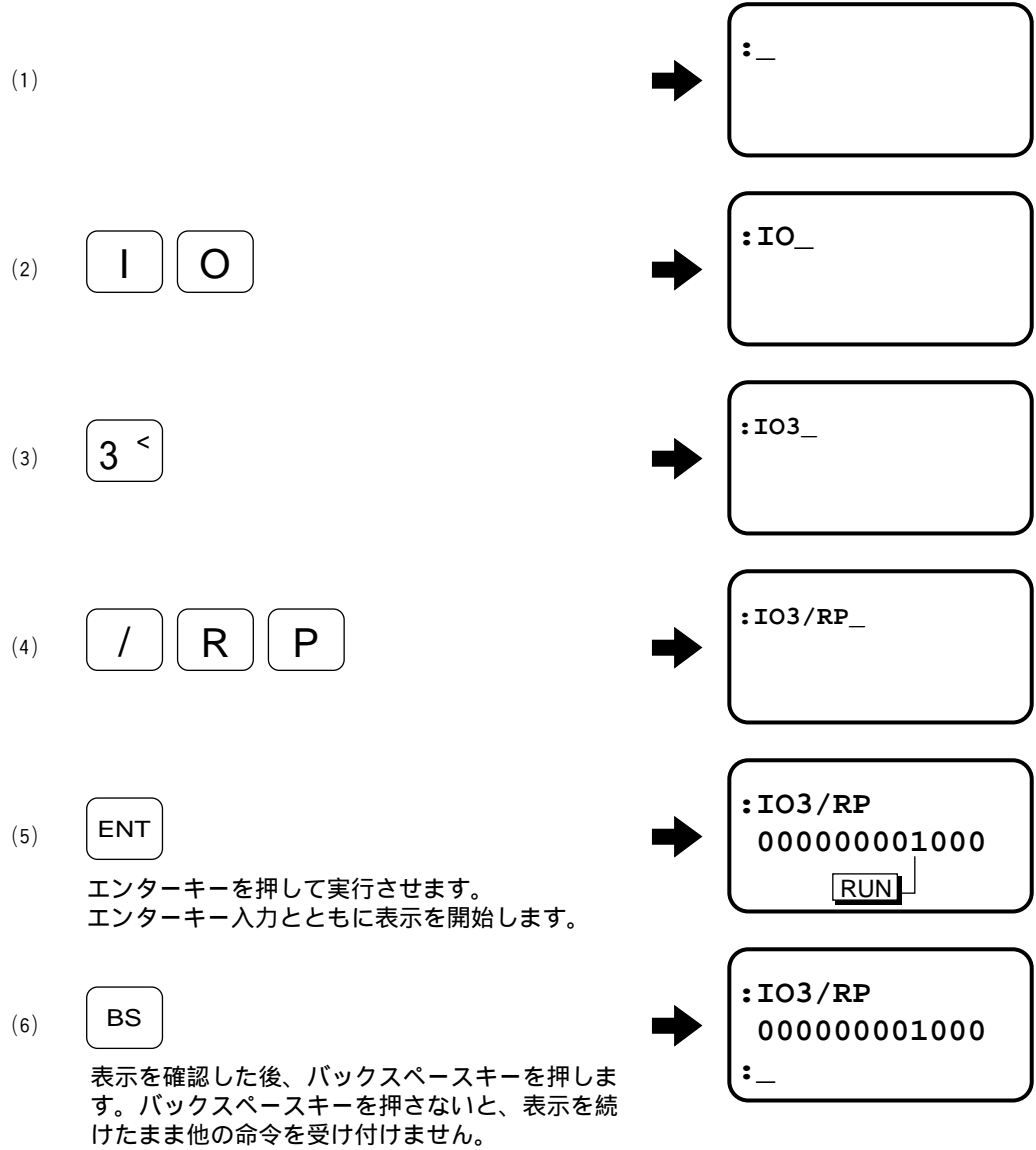 (1)
:_
(2)
I O
:IO_
(3)
3 <
:IO3_
(4)
/ R P
:IO3/RP_
(5)
ENT
エンターキーを押して実行させます。
エンターキー入力とともに表示を開始します。
:IO3/RP
000000001000
RUN
(6)
BS
表示を確認した後、バックスペースキーを押しま
す。バックスペースキーを押さないと、表示を続
けたまま他の命令を受け付けません。
:IO3/RP
000000001000
:_